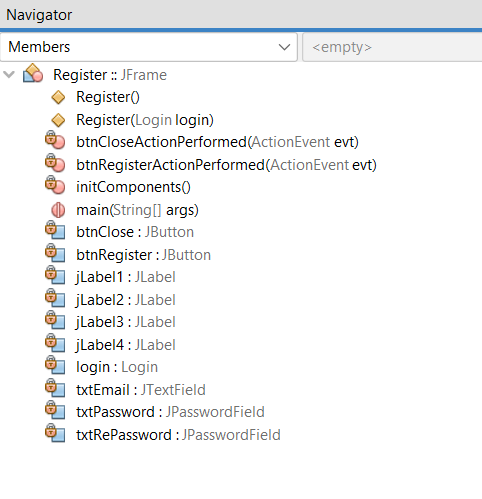 Navigator
Members <empty>
Register :: JFrame
Register()
Register(Login login)
btnCloseActionPerformed(ActionEvent evt)
btnRegisterActionPerformed(ActionEvent evt)
initComponents()
main(String[] args)
btnClose : JButton
btnRegister : JButton
jLabel1 : JLabel
jLabel2 : JLabel
jLabel3 : JLabel
jLabel4 : JLabel
login : Login
txtEmail : JTextField
txtPassword : JPasswordField
txtRePassword : JPasswordField